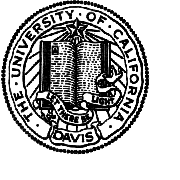 · THE · UNIVERSITY · OF · CALIFORNIA ·
LET THERE BE
LIGHT
DAVIS